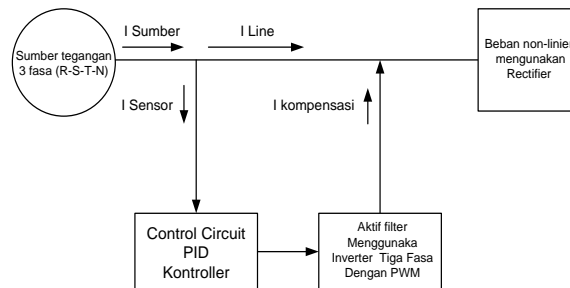 I Sumber
I Line
Sumber tegangan
3 fasa (R-S-T-N)
Beban non-linier
mengunakan
Rectifier
I Sensor
I kompensasi
Control Circuit
PID
Kontroller
Aktif filter
Menggunaka
Inverter Tiga Fasa
Dengan PWM